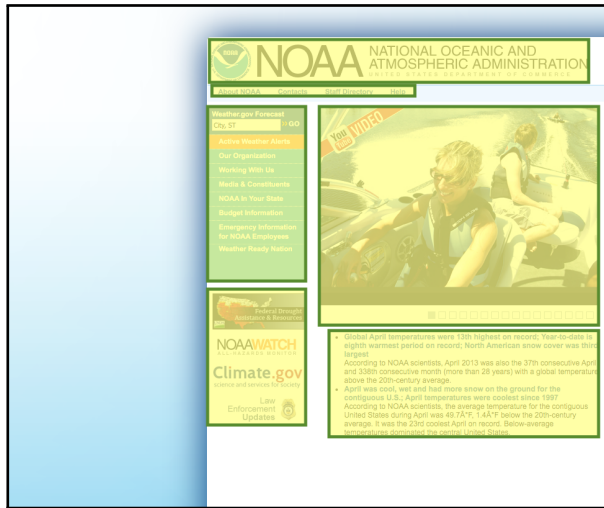 NOAA
NATIONAL OCEANIC AND
ATMOSPHERIC ADMINISTRATION
UNITED STATES DEPARTMENT OF COMMERCE
About NOAA Contacts Staff Directory Help
Weather.gov Forecast
City, ST
GO
Active Weather Alerts
Our Organization
Working With Us
Media & Constituents
NOAA In Your State
Budget Information
Emergency Information
for NOAA Employees
Weather Ready Nation
You VIDEO
Federal Drought
Assistance & Resources
NOAAWATCH
ALL-HAZARDS MONITOR
Climate.gov
science and services for society
Law
Enforcement
Updates
• Global April temperatures were 13th highest on record; Year-to-date is
eighth warmest period on record; North American snow cover was third
largest
According to NOAA scientists, April 2013 was also the 37th consecutive April
and 338th consecutive month (more than 28 years) with a global temperature
above the 20th-century average.
• April was cool, wet and had more snow on the ground for the
contiguous U.S.; April temperatures were coolest since 1997
According to NOAA scientists, the average temperature for the contiguous
United States during April was 49.7Â°F, 1.4Â°F below the 20th-century
average. It was the 23rd coolest April on record. Below-average
temperatures dominated the central United States.